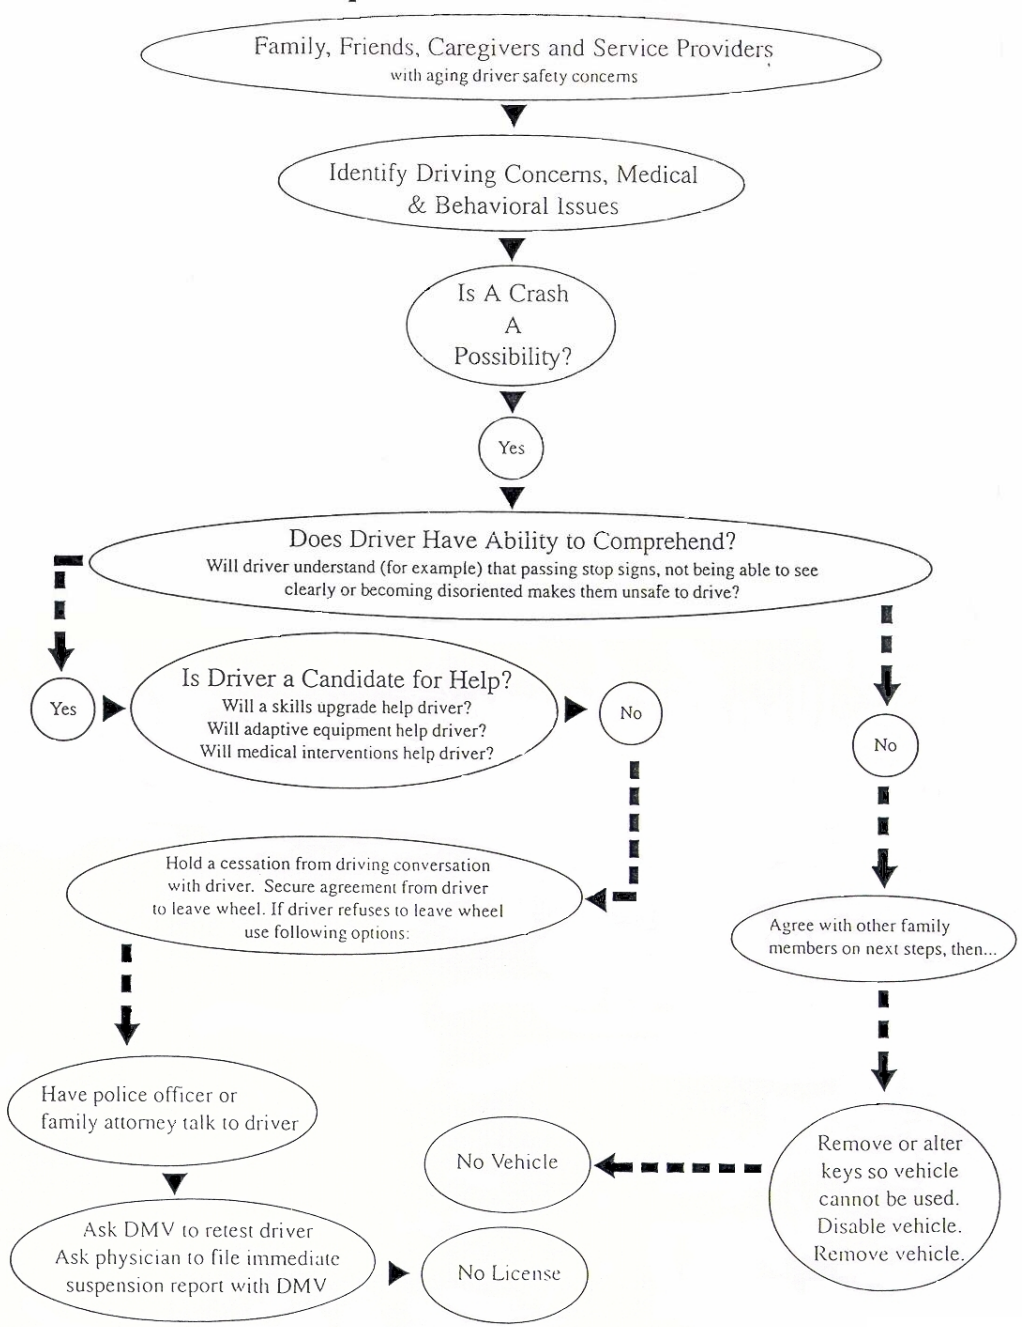 Family, Friends, Caregivers and Service Providers
with aging driver safety concerns
Identify Driving Concerns, Medical
& Behavioral Issues
Is A Crash
A
Possibility?
Yes
Does Driver Have Ability to Comprehend?
Will driver understand (for example) that passing stop signs, not being able to see
clearly or becoming disoriented makes them unsafe to drive?
Yes
Is Driver a Candidate for Help?
Will a skills upgrade help driver?
Will adaptive equipment help driver?
Will medical interventions help driver?
No
No
Hold a cessation from driving conversation
with driver. Secure agreement from driver
to leave wheel. If driver refuses to leave wheel
use following options:
Agree with other family
members on next steps, then...
Have police officer or
family attorney talk to driver
No Vehicle
Remove or alter
keys so vehicle
cannot be used.
Disable vehicle.
Remove vehicle.
Ask DMV to retest driver
Ask physician to file immediate
suspension report with DMV
No License